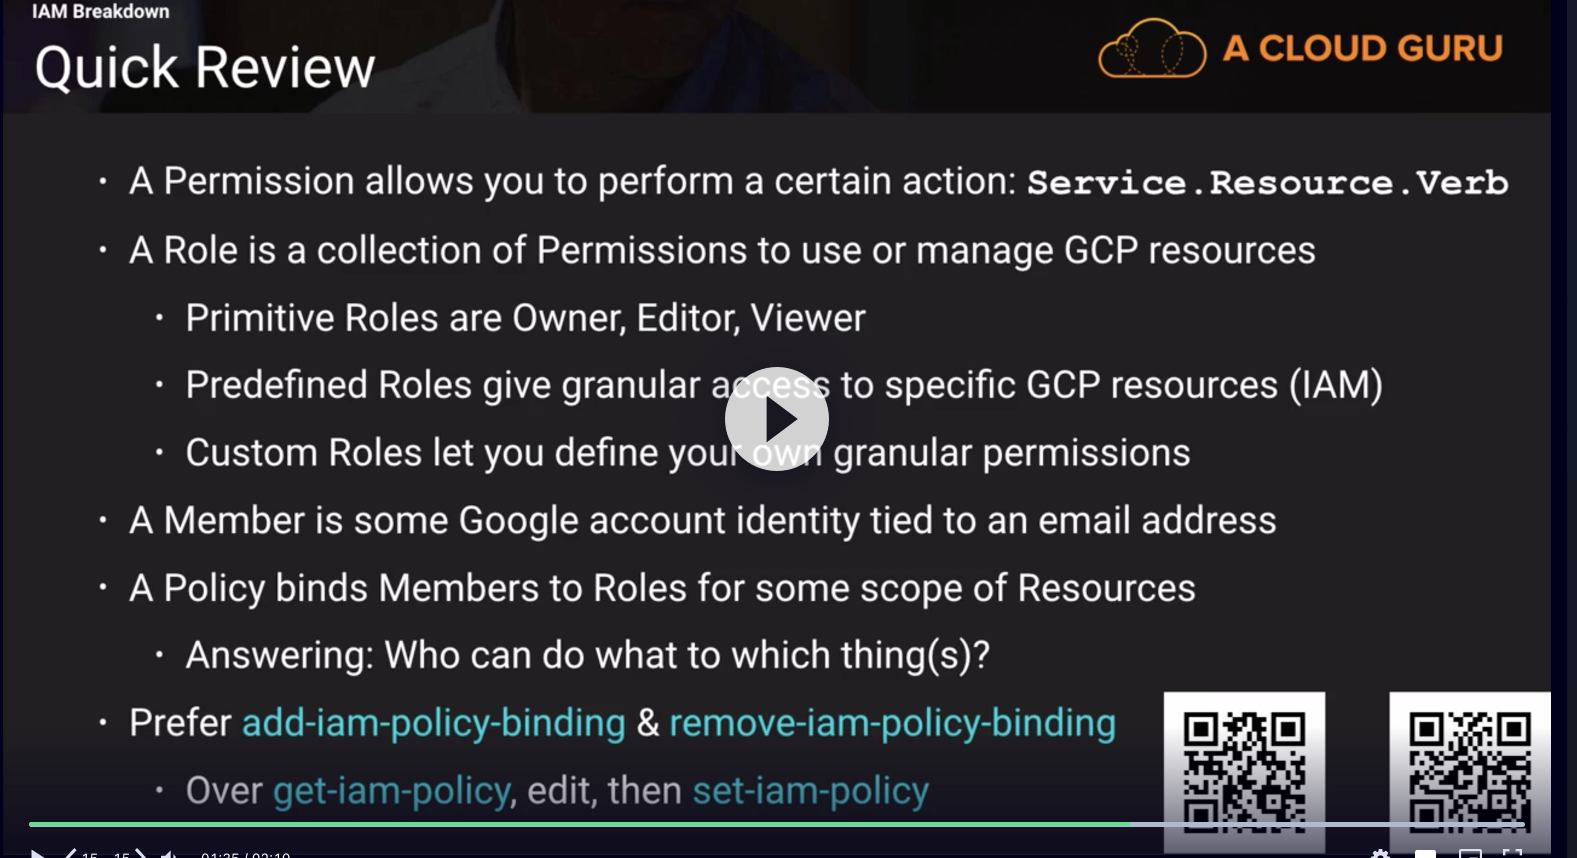 IAM Breakdown
Quick Review
A CLOUD GURU
· A Permission allows you to perform a certain action: Service.Resource.Verb
· A Role is a collection of Permissions to use or manage GCP resources
· Primitive Roles are Owner, Editor, Viewer
· Predefined Roles give granular access to specific GCP resources (IAM)
· Custom Roles let you define your own granular permissions
· A Member is some Google account identity tied to an email address
· A Policy binds Members to Roles for some scope of Resources
· Answering: Who can do what to which thing(s)?
· Prefer add-iam-policy-binding & remove-iam-policy-binding
· Over get-iam-policy, edit, then set-iam-policy
15 15